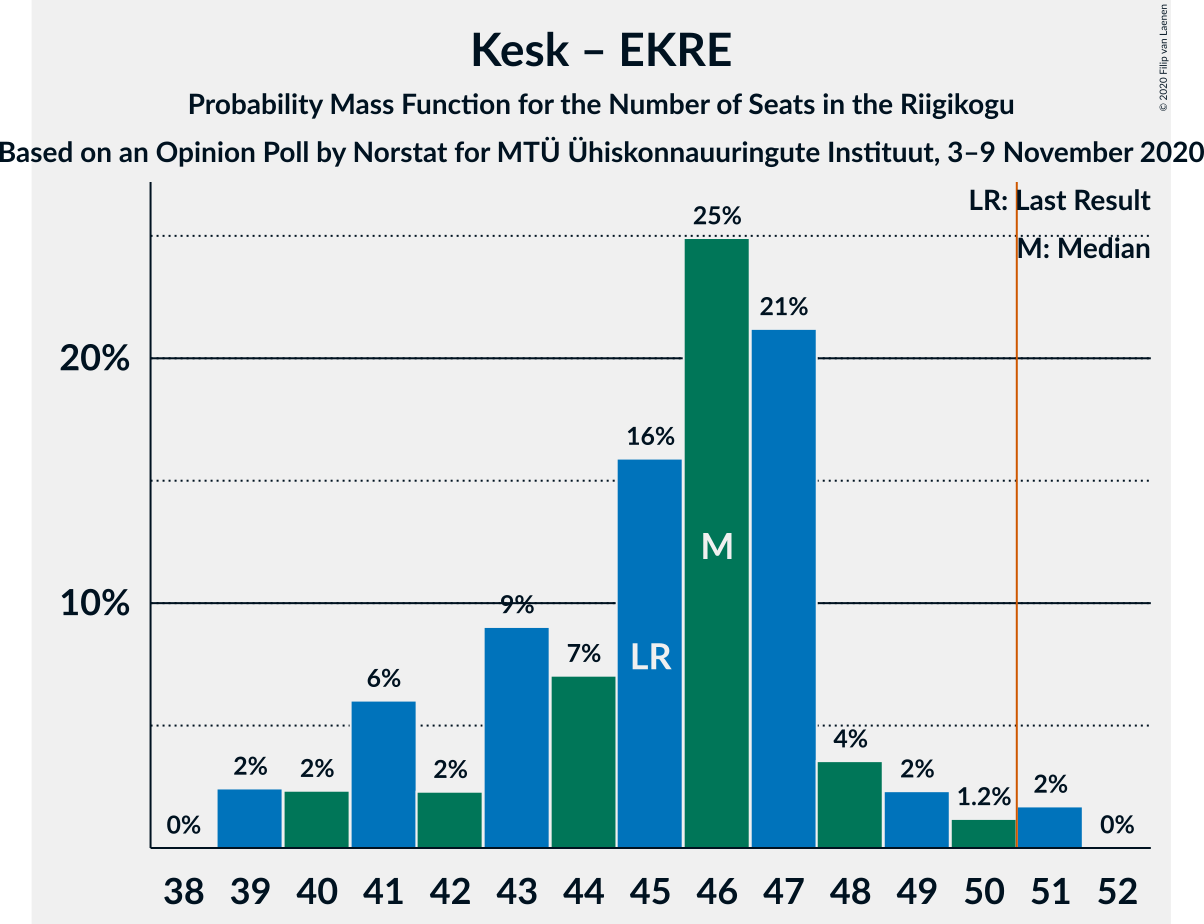 Kesk – EKRE
Probability Mass Function for the Number of Seats in the Riigikogu
Based on an Opinion Poll by Norstat for MTÜ Ühiskonnauuringute Instituut, 3–9 November 2020
© 2020 Filip van Laenen
LR: Last Result
M: Median
25%
21%
20%
16%
M
10%
9%
7%
LR
6%
4%
2%
2%
2%
2%
1.2%
2%
0%
0%
38 39 40 41 42 43 44 45 46 47 48 49 50 51 52